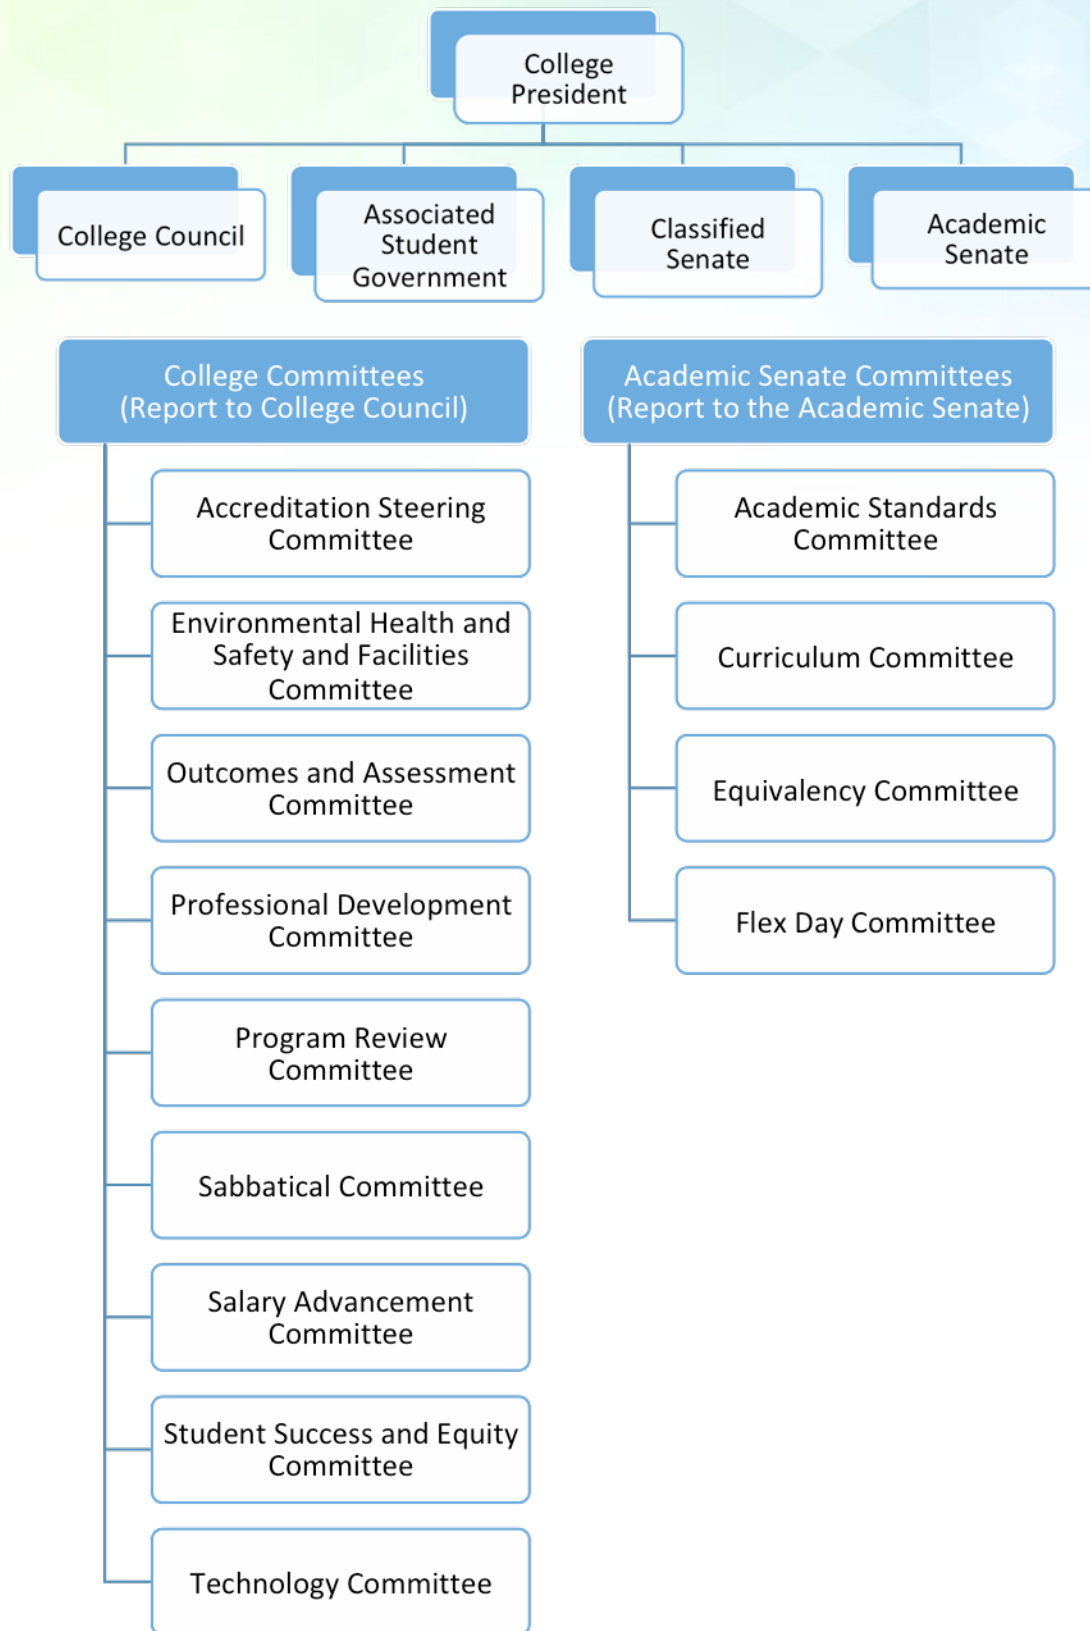 College
President
College Council
Associated
Student
Government
Classified
Senate
Academic
Senate
College Committees
(Report to College Council)
Accreditation Steering
Committee
Environmental Health and
Safety and Facilities
Committee
Outcomes and Assessment
Committee
Professional Development
Committee
Program Review
Committee
Sabbatical Committee
Salary Advancement
Committee
Student Success and Equity
Committee
Technology Committee
Academic Senate Committees
(Report to the Academic Senate)
Academic Standards
Committee
Curriculum Committee
Equivalency Committee
Flex Day Committee